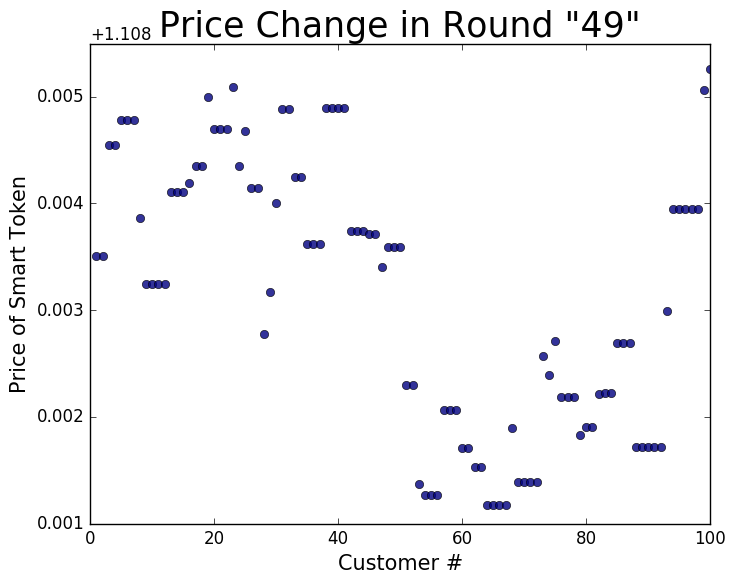 Price Change in Round "49"
+1.108
0.005
0.004
0.003
0.002
0.001
Price of Smart Token
0 20 40 60 80 100
Customer #